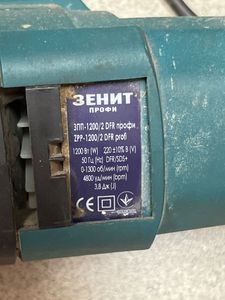 ЗЕНИТ
ПРОФИ
ЗПП-1200/2 DFR профи
ZPP-1200/2 DFR profi
1200 Вт (W) 220 ±10% В (V)
50 Гц (Hz) DFR/SDS+
0-1300 об/мин (rpm)
4800 уд/мин (bpm)
3,8 Дж (J)
CE